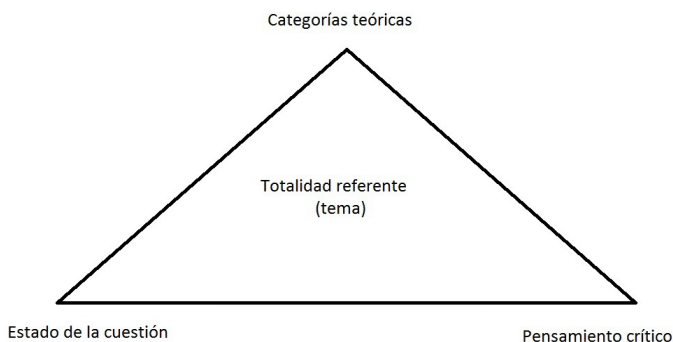 Categorías teóricas
Totalidad referente
(tema)
Estado de la cuestión
Pensamiento crítico